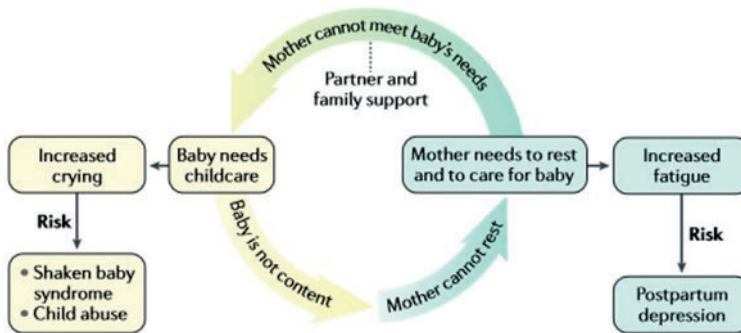 Mother cannot meet baby's needs
Partner and
family support
Increased
crying
Baby needs
childcare
Mother needs to rest
and to care for baby
Increased
fatigue
Risk
Baby is not content
Mother cannot rest
Risk
• Shaken baby
syndrome
• Child abuse
Postpartum
depression